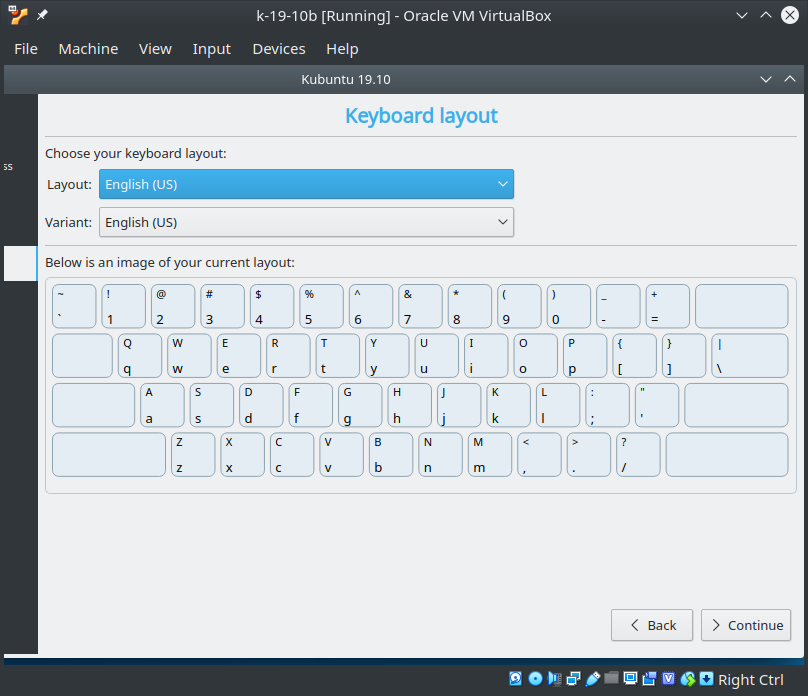 k-19-10b [Running] - Oracle VM VirtualBox
File Machine View Input Devices Help
Kubuntu 19.10
ss
Keyboard layout
Choose your keyboard layout:
Layout: English (US)
Variant: English (US)
Below is an image of your current layout:
~ ! @ # $ % ^ & * ( ) _ +
` 1 2 3 4 5 6 7 8 9 0 - =
Q W E R T Y U I O P { } |
q w e r t y u i o p [ ] \
A S D F G H J K L : "
a s d f g h j k l ; '
Z X C V B N M < > ?
z x c v b n m , . /
Back Continue
Right Ctrl